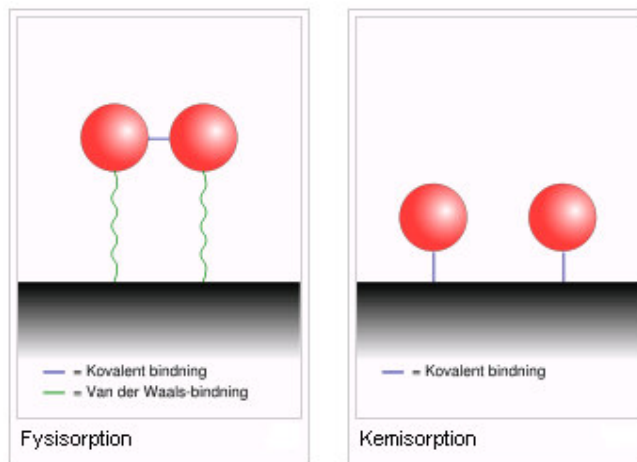 = Kovalent bindning
= Van der Waals-bindning
Fysisorption
= Kovalent bindning
Kemisorption